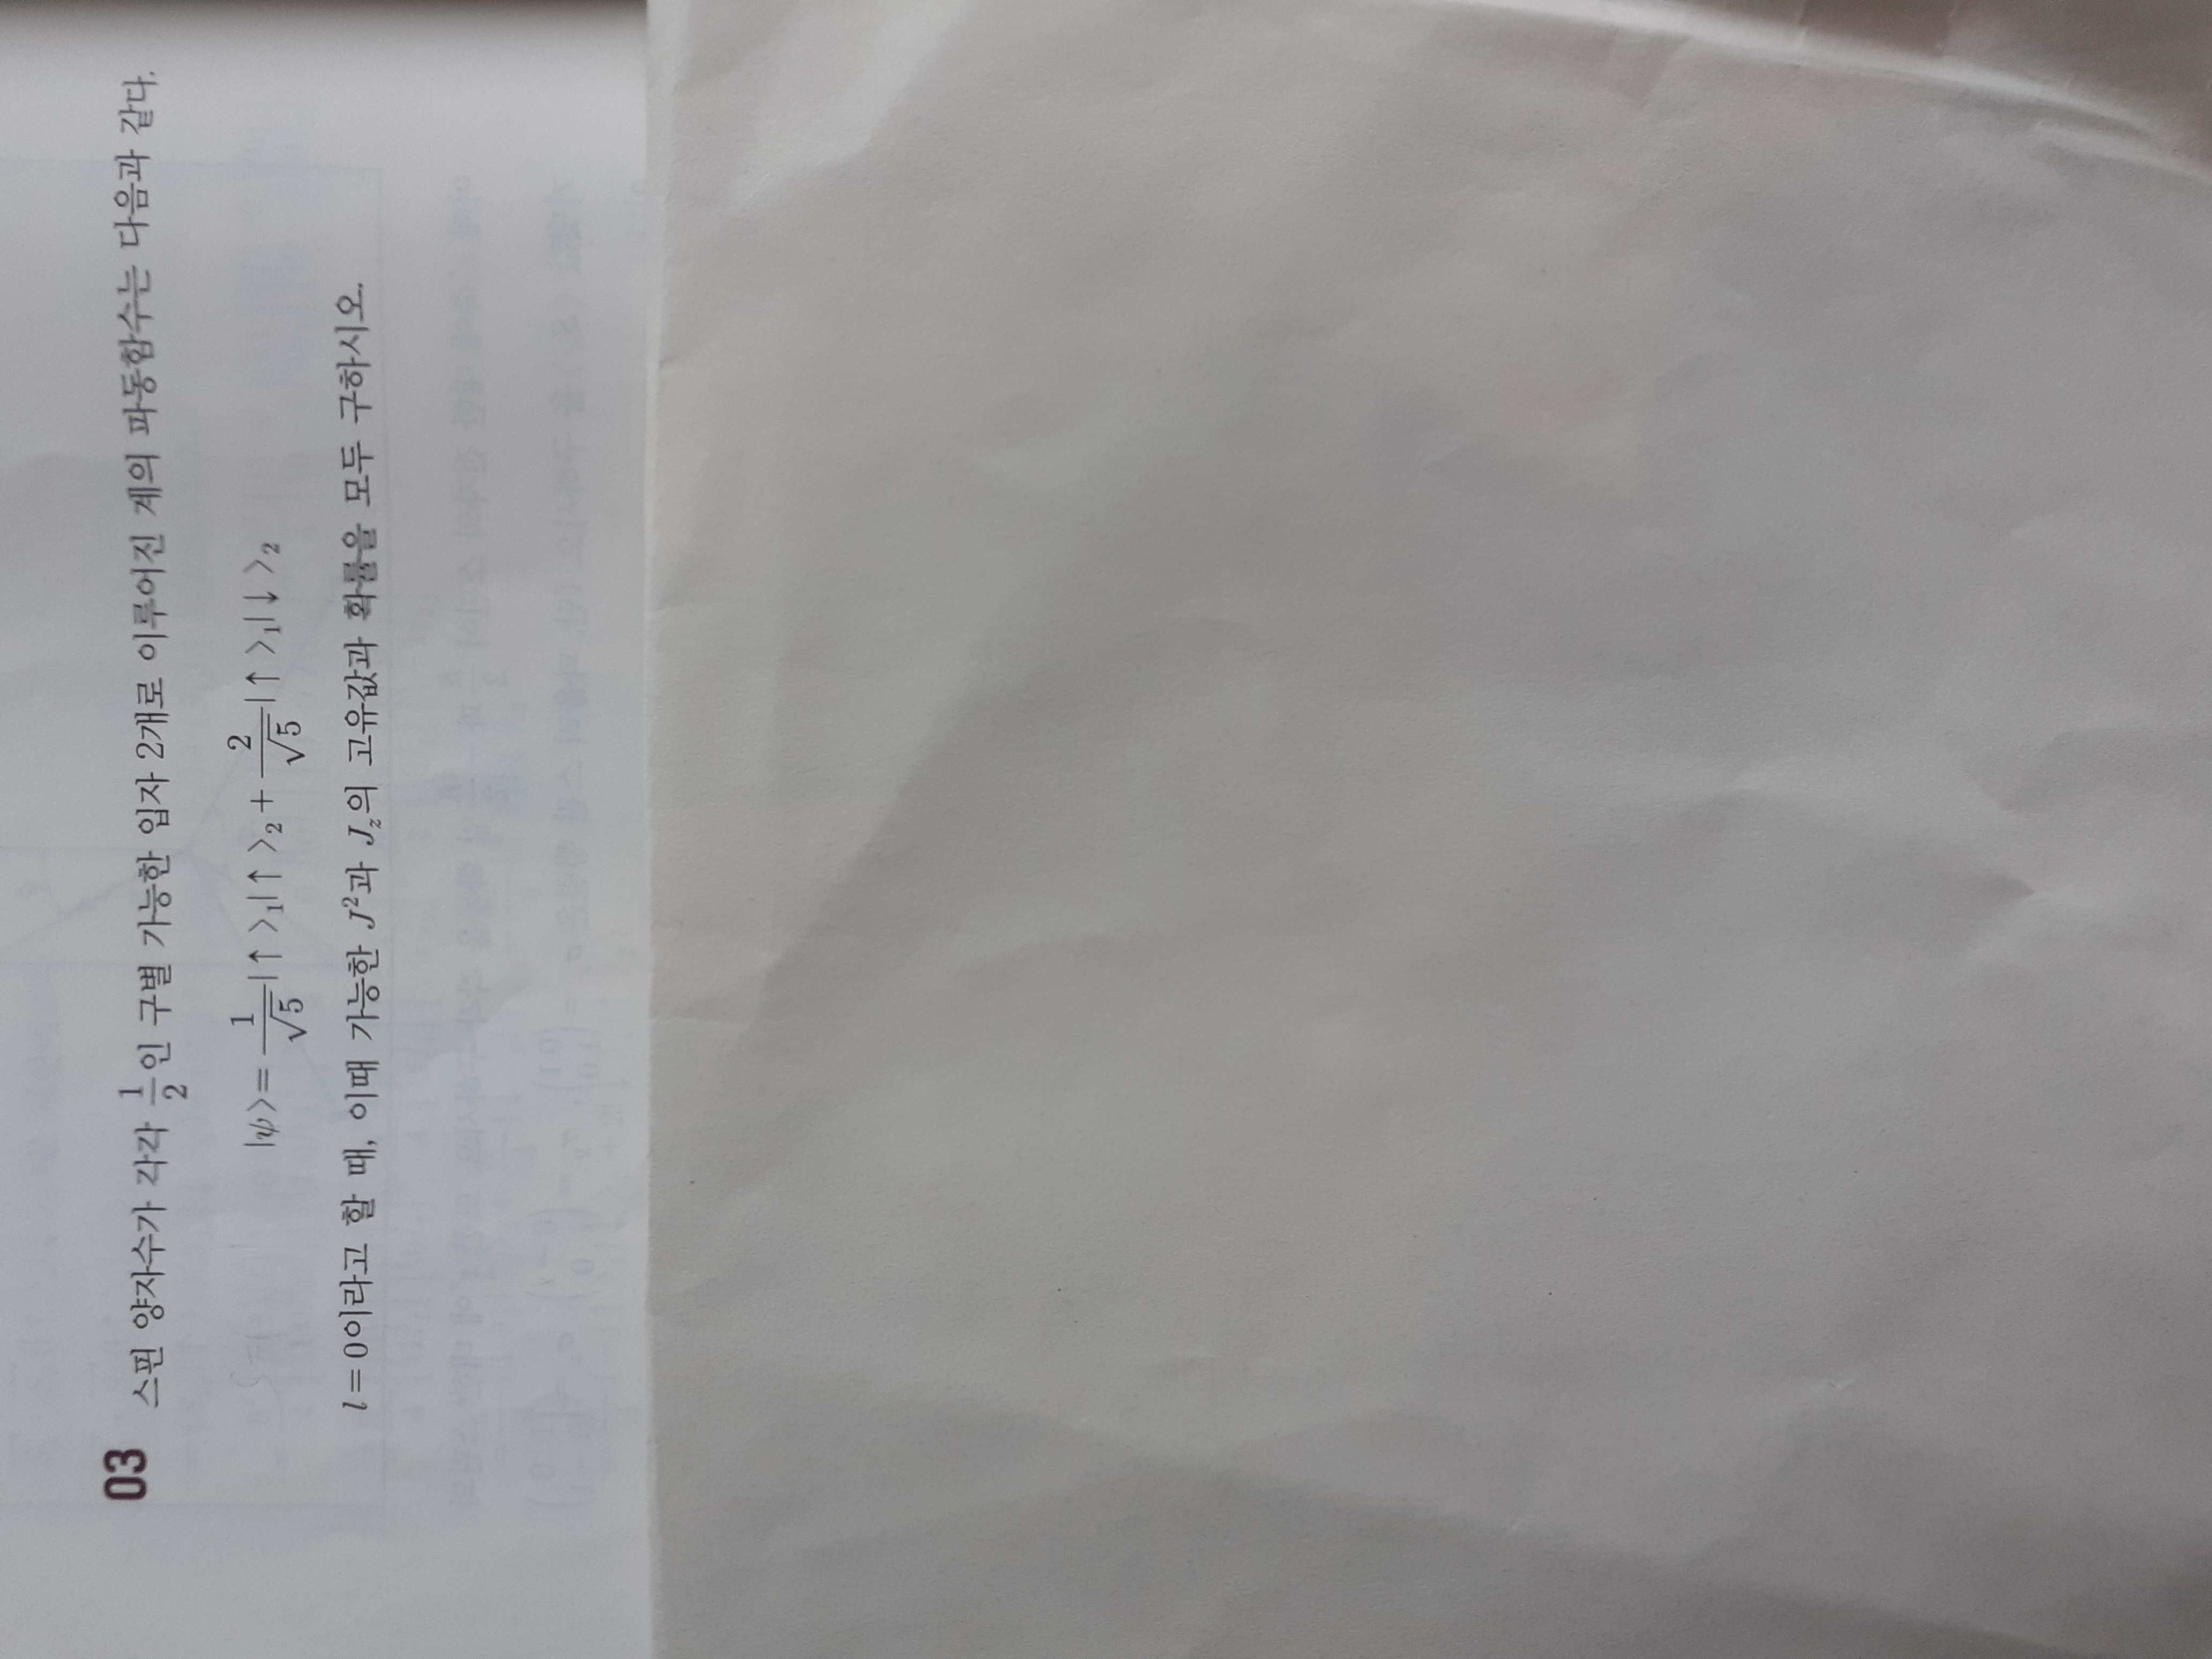 03 스핀 양자수가 각각 1/2인 구별 가능한 입자 2개로 이루어진 계의 파동함수는 다음과 같다.
|ψ> = 1/√5 |↑>₁|↑>₂ + 2/√5 |↑>₁|↓>₂
l = 0이라고 할 때, 이때 가능한 J²과 J_z의 고유값과 확률을 모두 구하시오.